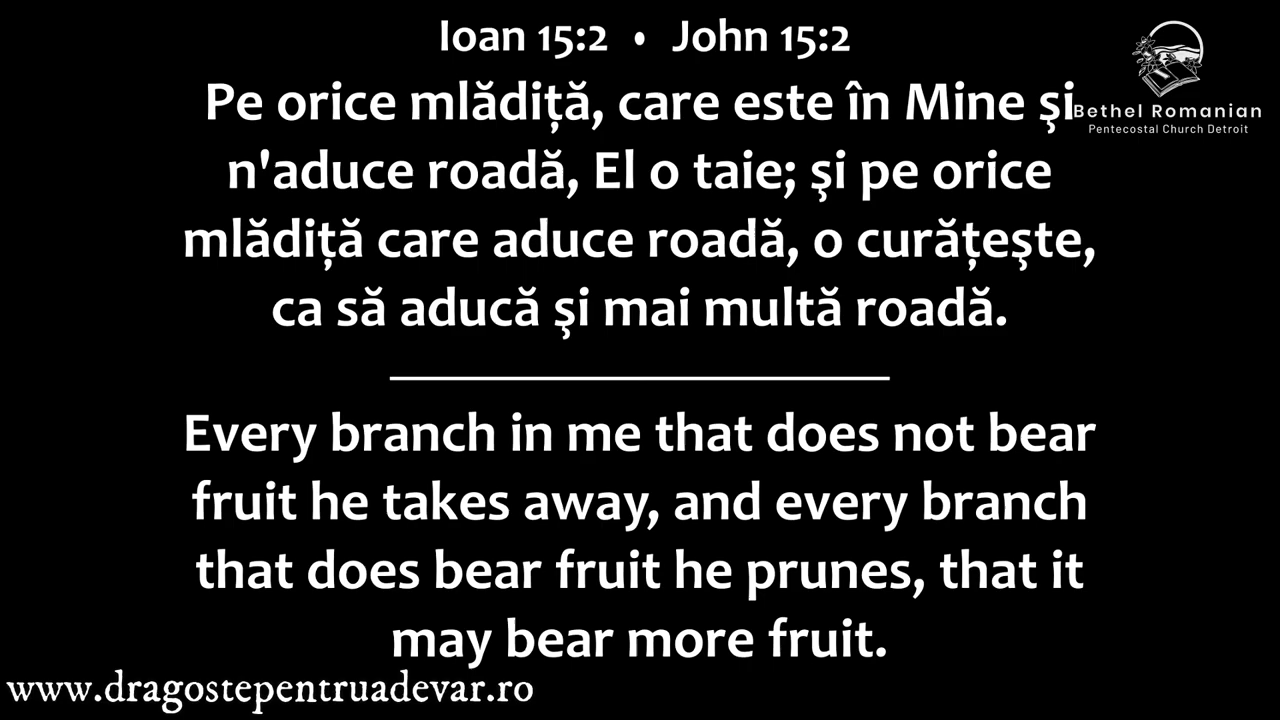 Ioan 15:2 • John 15:2
Pe orice mlădiță, care este în Mine şi
n'aduce roadă, El o taie; şi pe orice
mlădiță care aduce roadă, o curățeşte,
ca să aducă şi mai multă roadă.
Every branch in me that does not bear
fruit he takes away, and every branch
that does bear fruit he prunes, that it
may bear more fruit.
Bethel Romanian
Pentecostal Church Detroit
www.dragostepentruadevar.ro